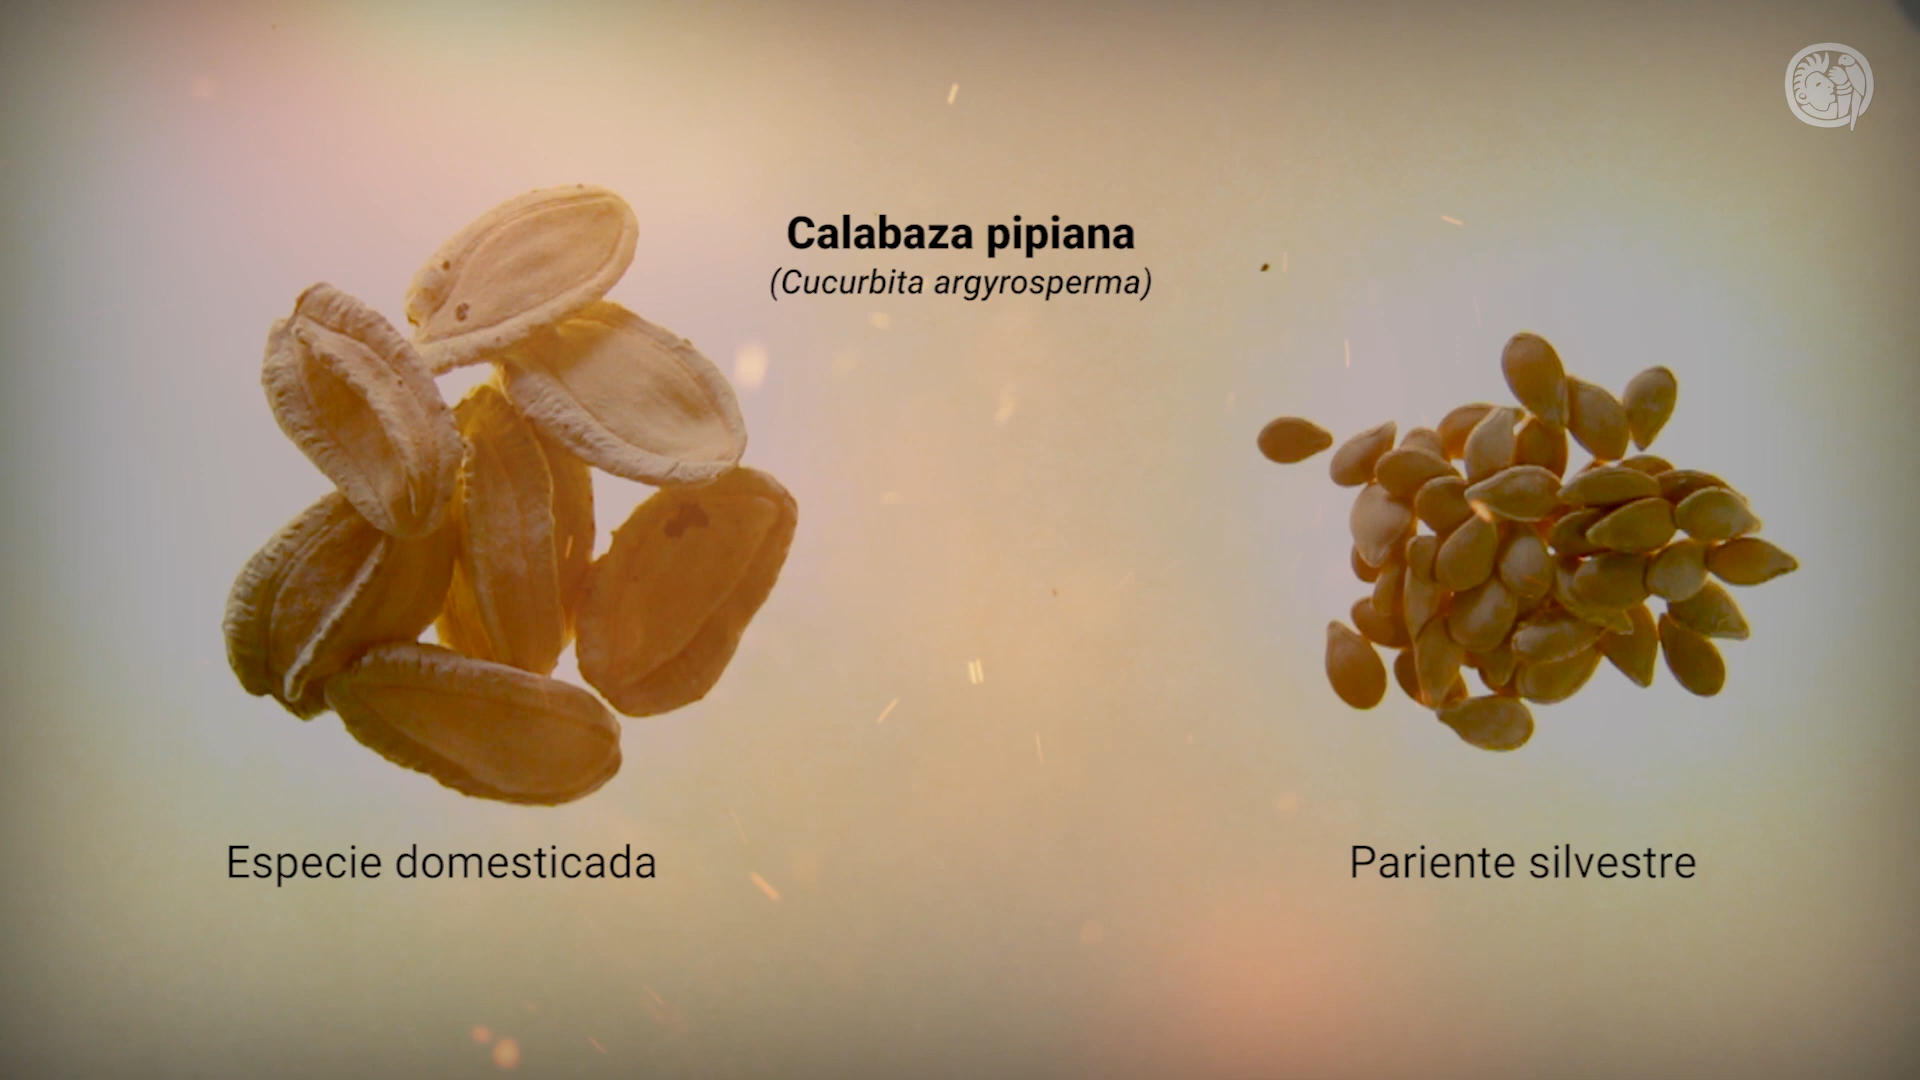 Calabaza pipiana
(Cucurbita argyrosperma)
Especie domesticada
Pariente silvestre